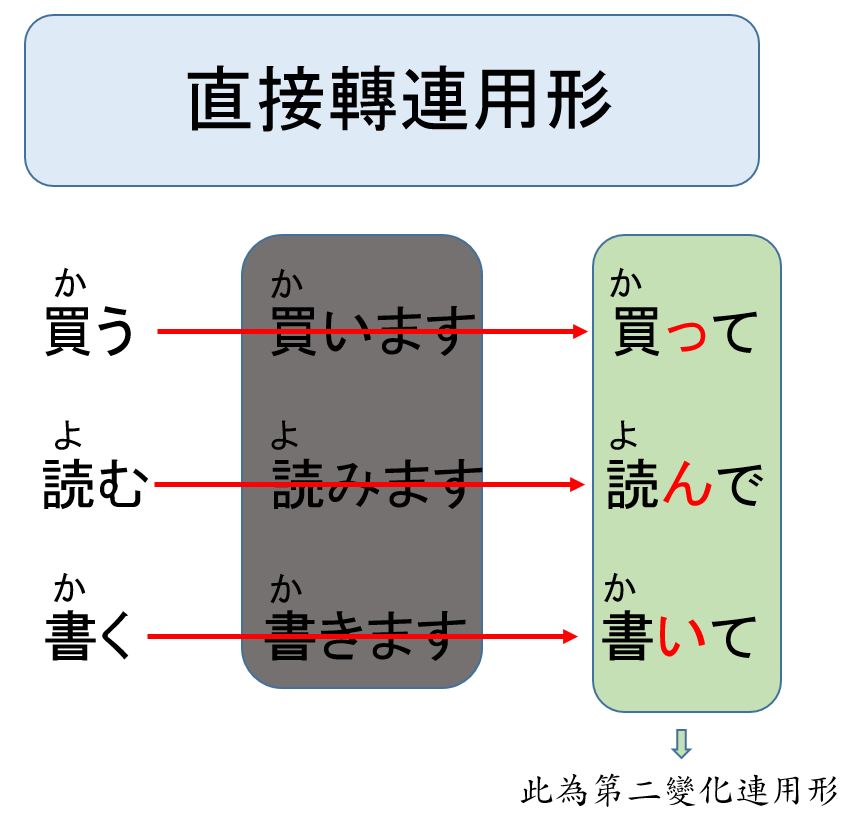 直接轉連用形
か か か
買う 買います 買って
よ よ よ
読む 読みます 読んで
か か か
書く 書きます 書いて
此為第二變化連用形